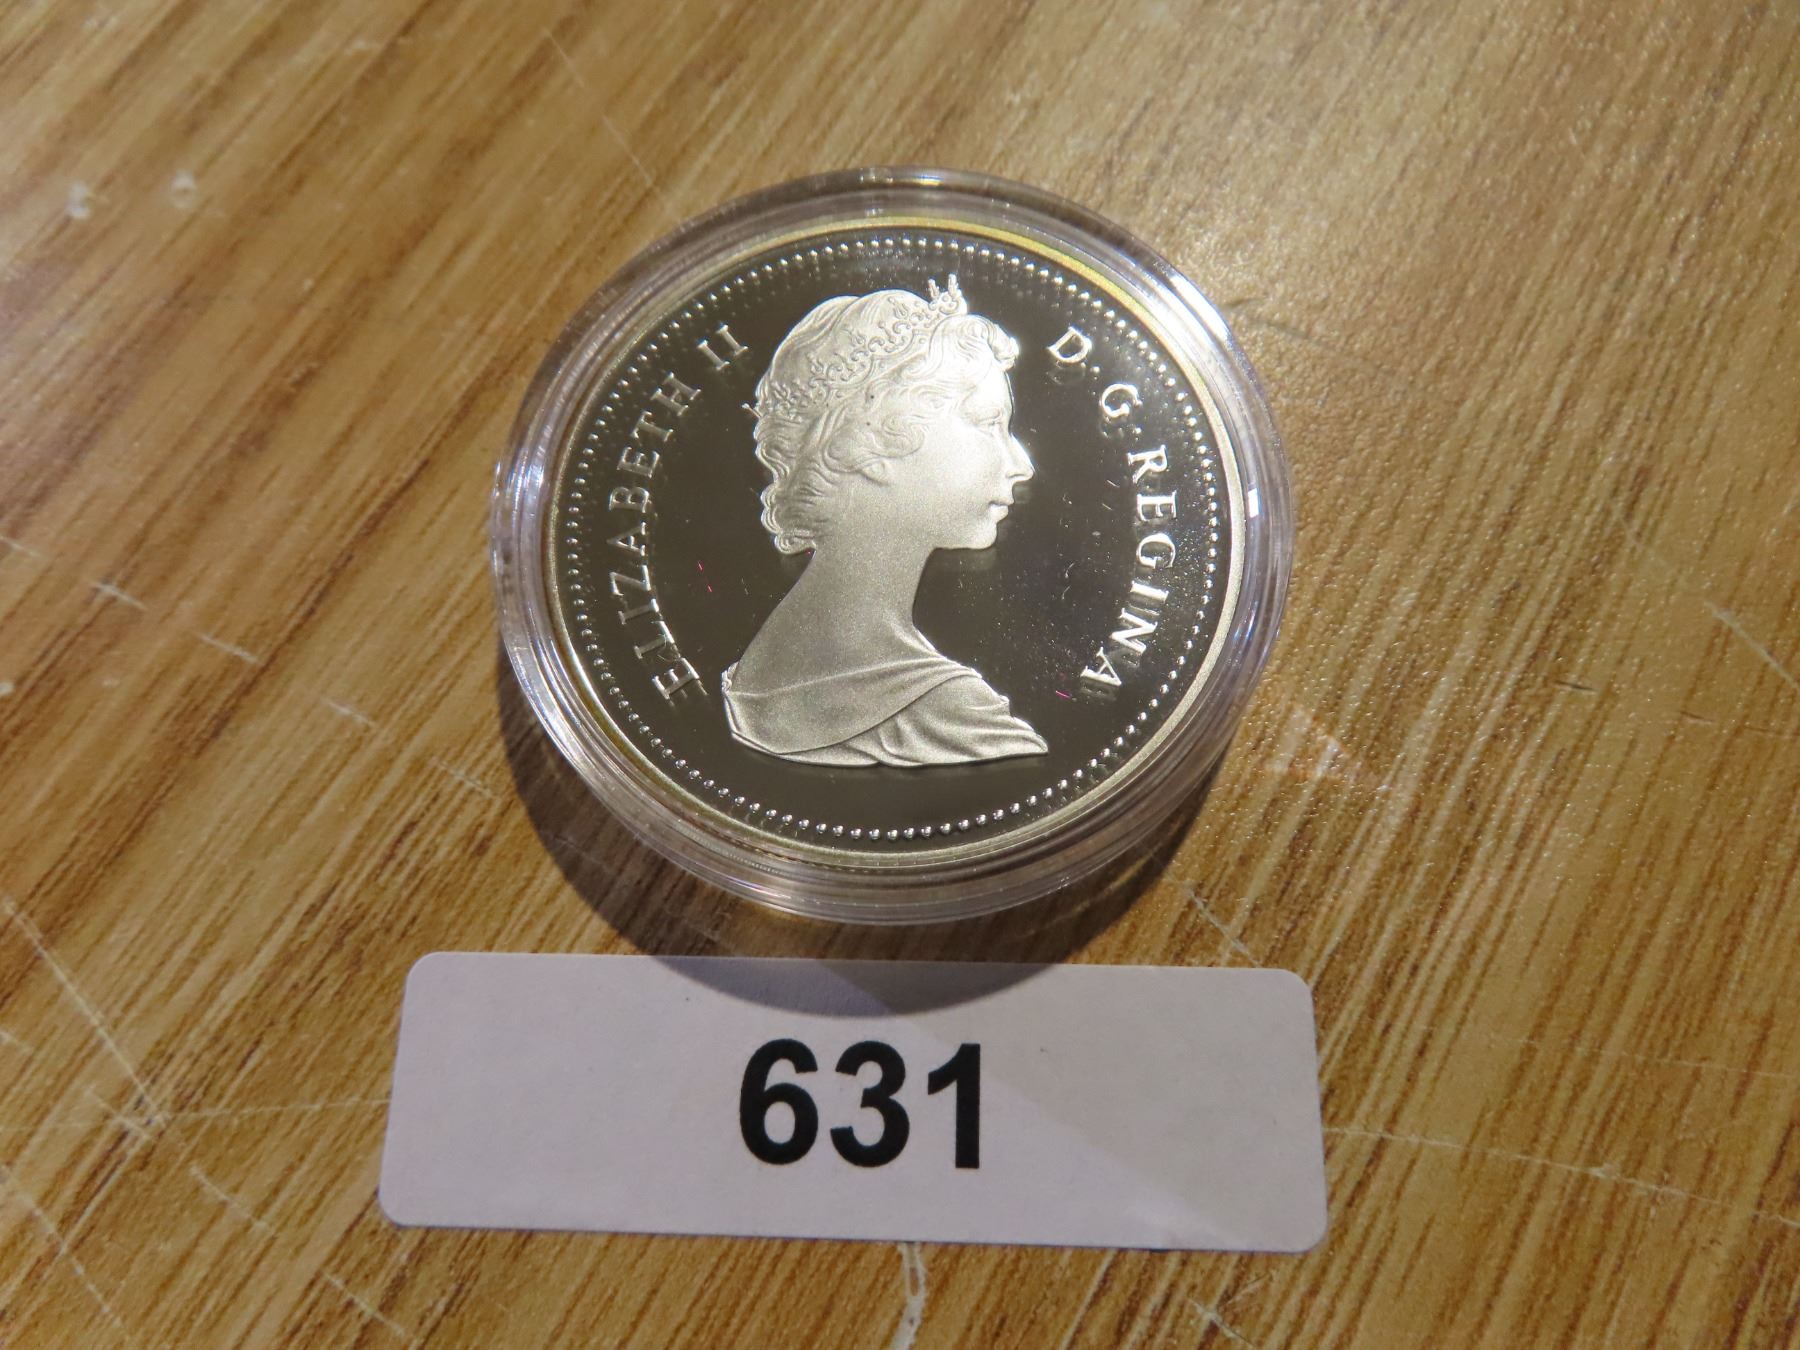 ELIZABETH II D·G·REGINA
631